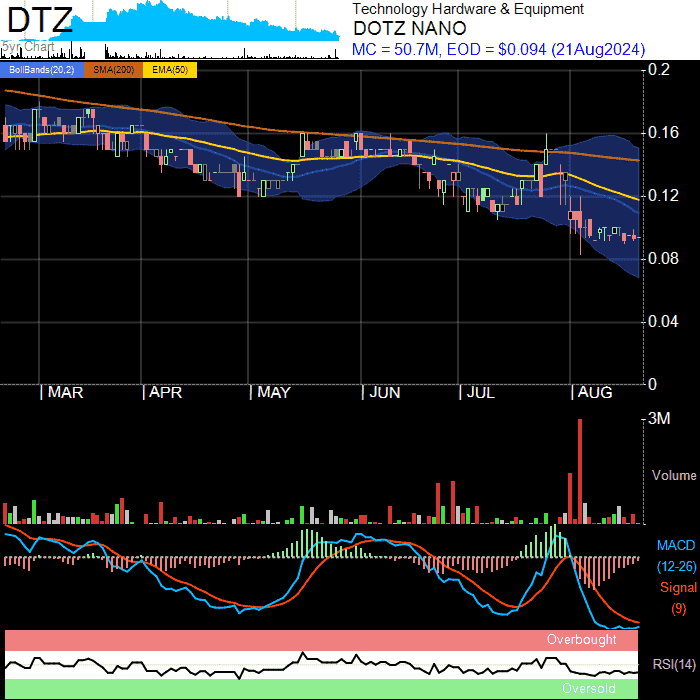 DTZ
Technology Hardware & Equipment
DOTZ NANO
5yr Chart
MC = 50.7M, EOD = $0.094 (21Aug2024)
BollBands(20,2) SMA(200) EMA(50)
0.2
0.16
0.12
0.08
0.04
0
MAR APR MAY JUN JUL AUG
3M
Volume
MACD
(12-26)
Signal
(9)
Overbought
RSI(14)
Oversold